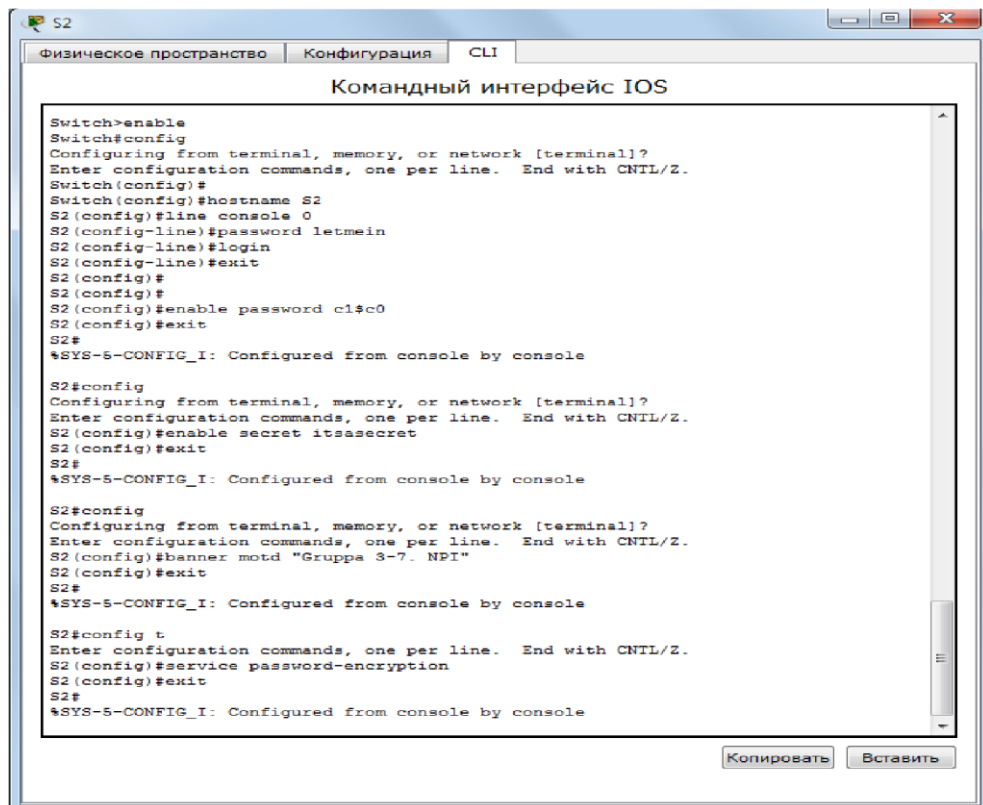 S2
Физическое пространство Конфигурация CLI
Командный интерфейс IOS
Switch>enable
Switch#config
Configuring from terminal, memory, or network [terminal]?
Enter configuration commands, one per line.  End with CNTL/Z.
Switch(config)#
Switch(config)#hostname S2
S2(config)#line console 0
S2(config-line)#password letmein
S2(config-line)#login
S2(config-line)#exit
S2(config)#
S2(config)#
S2(config)#enable password c1$c0
S2(config)#exit
S2#
%SYS-5-CONFIG_I: Configured from console by console
S2#config
Configuring from terminal, memory, or network [terminal]?
Enter configuration commands, one per line.  End with CNTL/Z.
S2(config)#enable secret itsasecret
S2(config)#exit
S2#
%SYS-5-CONFIG_I: Configured from console by console
S2#config
Configuring from terminal, memory, or network [terminal]?
Enter configuration commands, one per line.  End with CNTL/Z.
S2(config)#banner motd "Gruppa 3-7. NPI"
S2(config)#exit
S2#
%SYS-5-CONFIG_I: Configured from console by console
S2#config t
Enter configuration commands, one per line.  End with CNTL/Z.
S2(config)#service password-encryption
S2(config)#exit
S2#
%SYS-5-CONFIG_I: Configured from console by console
Копировать Вставить